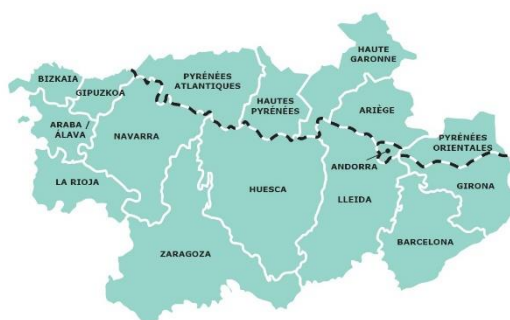 BIZKAIA
GIPUZKOA
PYRÉNÉES
ATLANTIQUES
HAUTES
PYRÉNÉES
HAUTE
GARONNE
ARIÈGE
PYRÉNÉES
ORIENTALES
ARABA /
ÁLAVA
NAVARRA
ANDORRA
LA RIOJA
HUESCA
LLEIDA
GIRONA
ZARAGOZA
BARCELONA